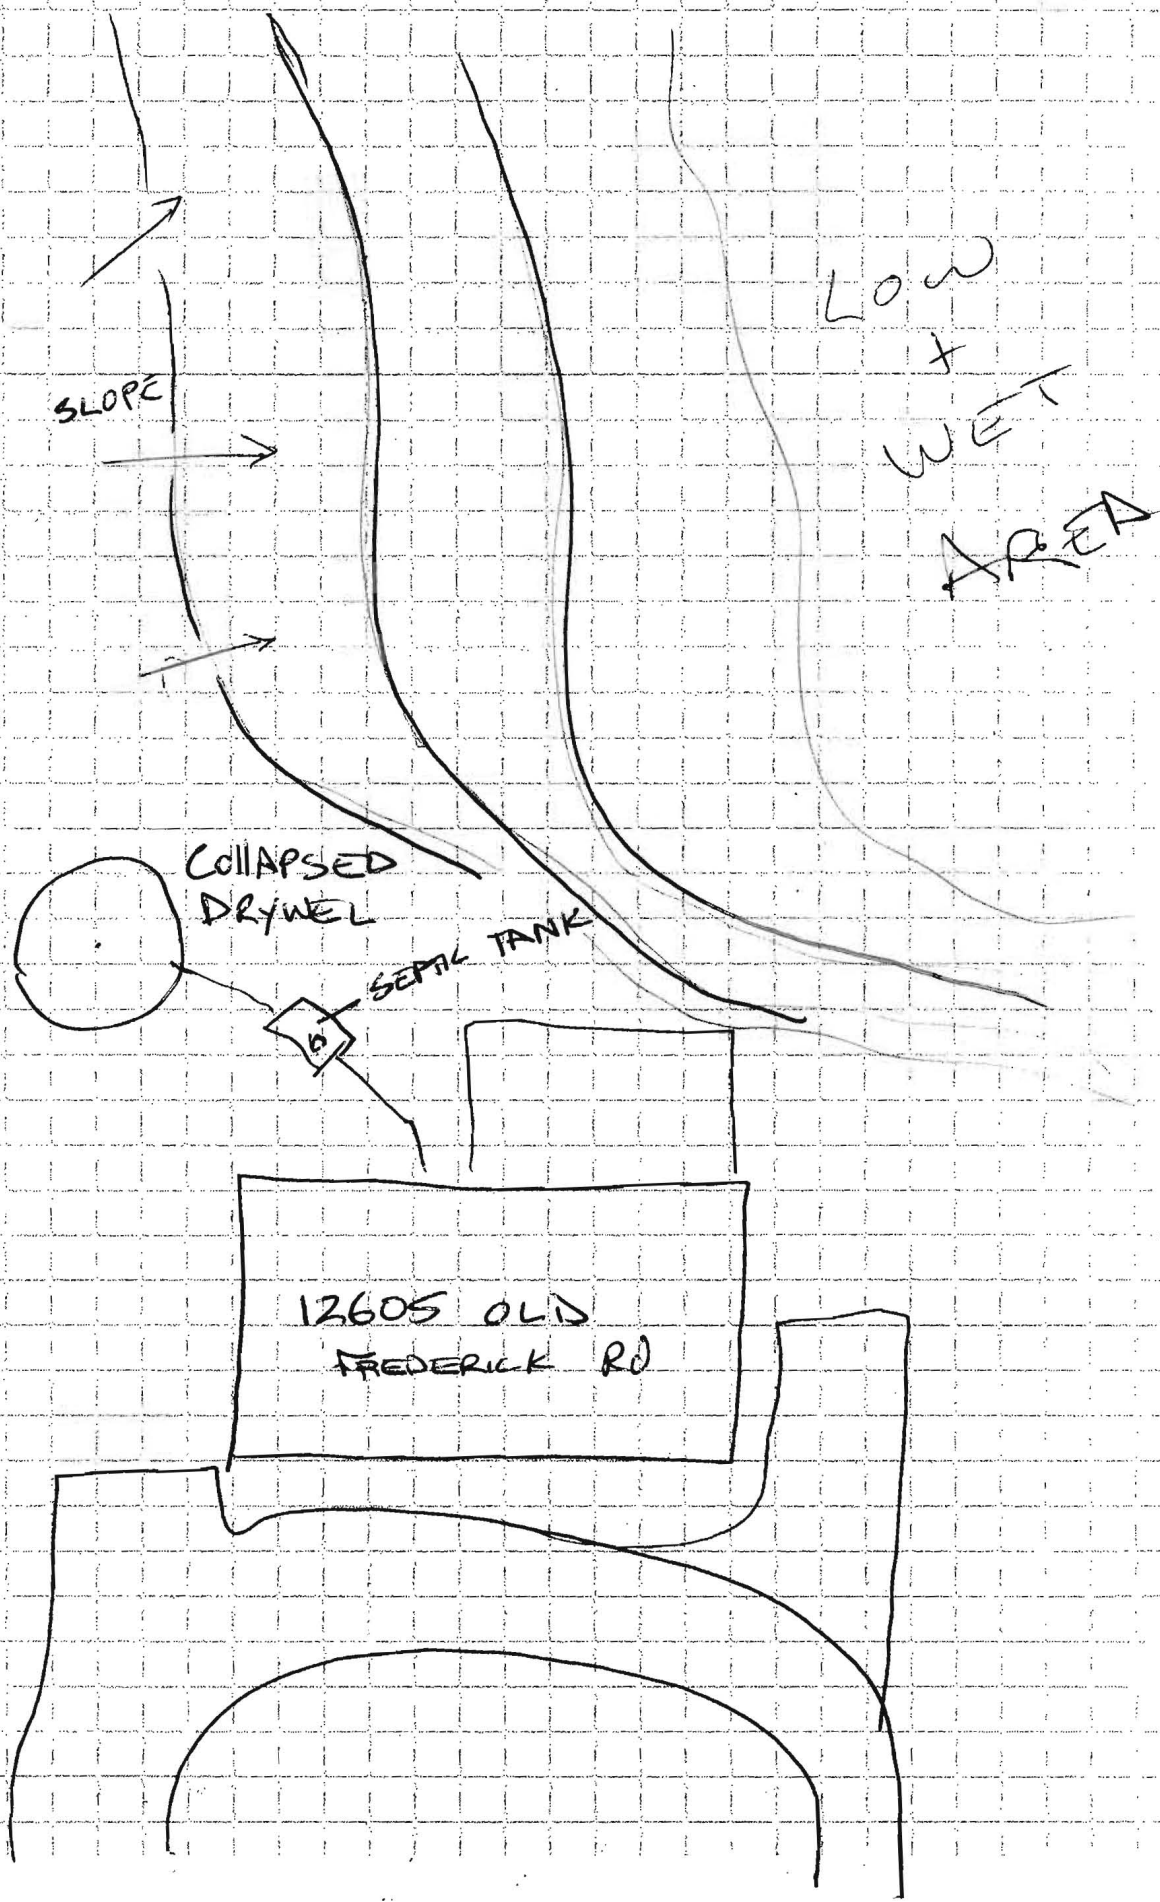 LOW
+
WET
AREA
SLOPE
COllAPSED
DRYWEL
SEPTIC TANK
12605 OLD
FREDERICK RD